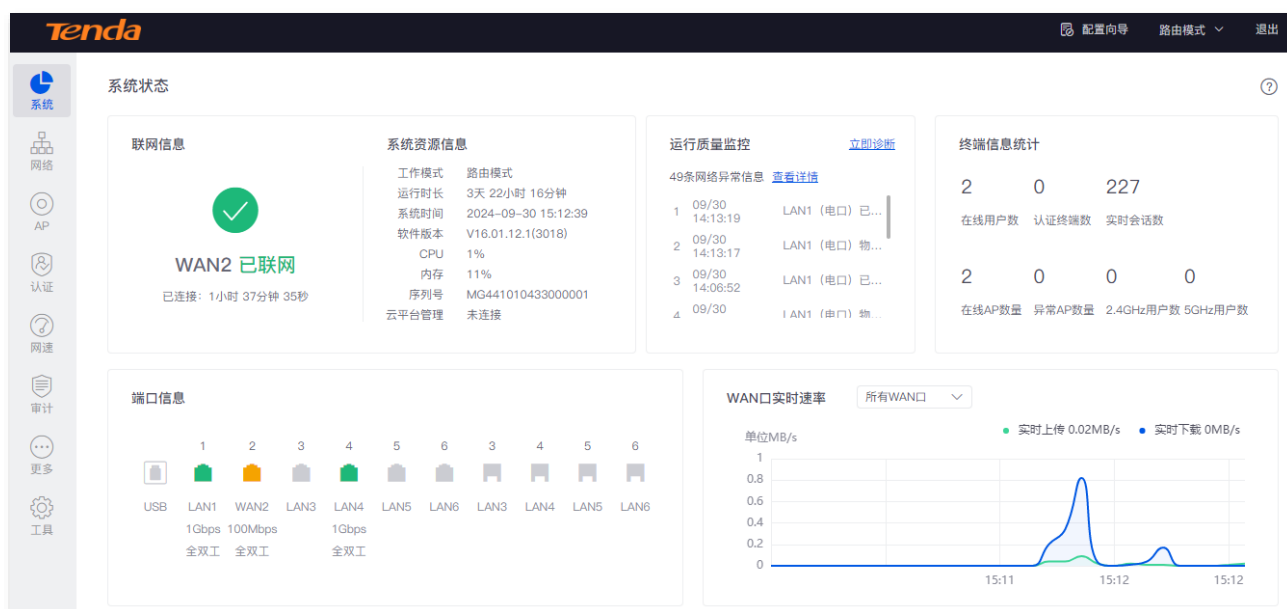 Tenda
配置向导 路由模式 退出
系统
网络
AP
认证
网速
审计
更多
工具
系统状态
联网信息
WAN2 已联网
已连接：1小时 37分钟 35秒
系统资源信息
工作模式 路由模式
运行时长 3天 22小时 16分钟
系统时间 2024-09-30 15:12:39
软件版本 V16.01.12.1(3018)
CPU 1%
内存 11%
序列号 MG441010433000001
云平台管理 未连接
运行质量监控 立即诊断
49条网络异常信息 查看详情
1 09/30 14:13:19 LAN1（电口）已...
2 09/30 14:13:17 LAN1（电口）物...
3 09/30 14:06:52 LAN1（电口）已...
4 09/30 LAN1（电口）物...
终端信息统计
2 0 227
在线用户数 认证终端数 实时会话数
2 0 0 0
在线AP数量 异常AP数量 2.4GHz用户数 5GHz用户数
端口信息
1 2 3 4 5 6 3 4 5 6
USB LAN1 WAN2 LAN3 LAN4 LAN5 LAN6 LAN3 LAN4 LAN5 LAN6
1Gbps 100Mbps 1Gbps
全双工 全双工 全双工
WAN口实时速率 所有WAN口
单位MB/s 实时上传 0.02MB/s 实时下载 0MB/s
1
0.8
0.6
0.4
0.2
0
15:11 15:12 15:12